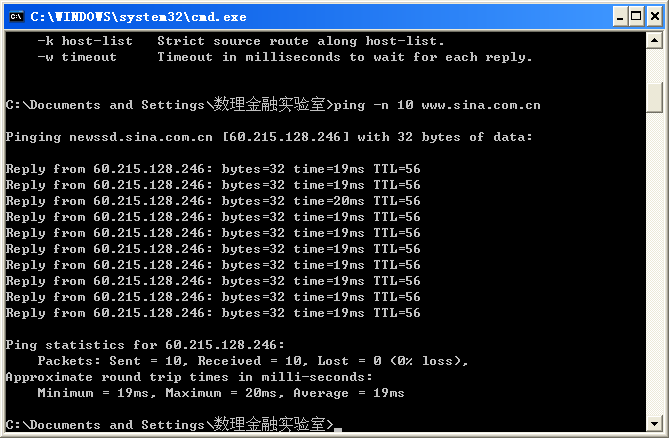 C:\WINDOWS\system32\cmd.exe
-k host-list   Strict source route along host-list.
-w timeout     Timeout in milliseconds to wait for each reply.
C:\Documents and Settings\数理金融实验室>ping -n 10 www.sina.com.cn
Pinging newssd.sina.com.cn [60.215.128.246] with 32 bytes of data:
Reply from 60.215.128.246: bytes=32 time=19ms TTL=56
Reply from 60.215.128.246: bytes=32 time=19ms TTL=56
Reply from 60.215.128.246: bytes=32 time=20ms TTL=56
Reply from 60.215.128.246: bytes=32 time=19ms TTL=56
Reply from 60.215.128.246: bytes=32 time=19ms TTL=56
Reply from 60.215.128.246: bytes=32 time=19ms TTL=56
Reply from 60.215.128.246: bytes=32 time=19ms TTL=56
Reply from 60.215.128.246: bytes=32 time=19ms TTL=56
Reply from 60.215.128.246: bytes=32 time=19ms TTL=56
Reply from 60.215.128.246: bytes=32 time=19ms TTL=56
Ping statistics for 60.215.128.246:
    Packets: Sent = 10, Received = 10, Lost = 0 (0% loss),
Approximate round trip times in milli-seconds:
    Minimum = 19ms, Maximum = 20ms, Average = 19ms
C:\Documents and Settings\数理金融实验室>